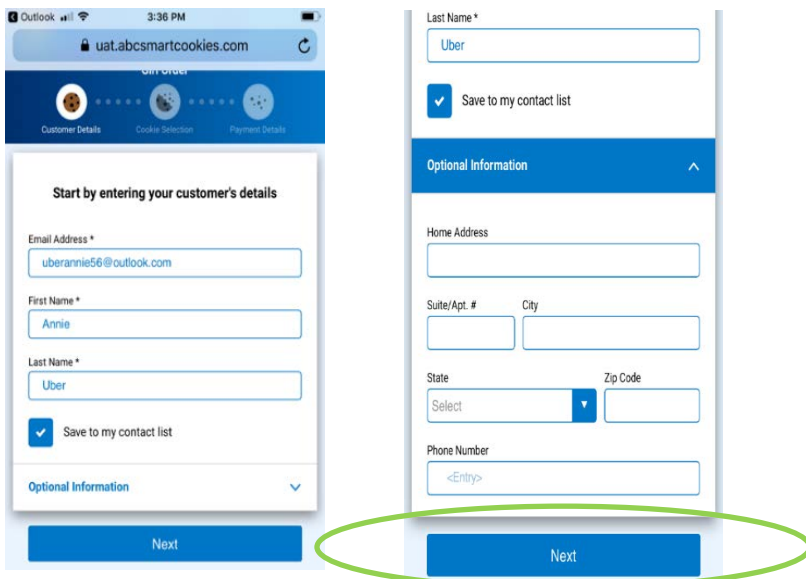 Outlook 3:36 PM
uat.abcsmartcookies.com
Girl Order
Customer Details Cookie Selection Payment Details
Start by entering your customer's details
Email Address *
uberannie56@outlook.com
First Name *
Annie
Last Name *
Uber
Save to my contact list
Optional Information
Next
Last Name *
Uber
Save to my contact list
Optional Information
Home Address
Suite/Apt. # City
State Zip Code
Select
Phone Number
<Entry>
Next